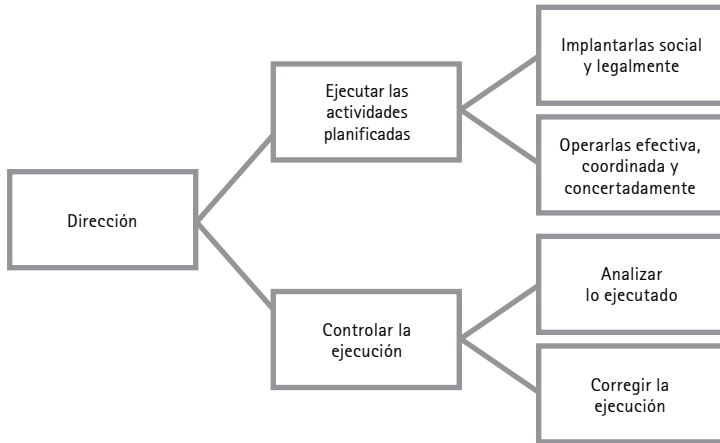 Dirección
Ejecutar las
actividades
planificadas
Implantarlas social
y legalmente
Operarlas efectiva,
coordinada y
concertadamente
Controlar la
ejecución
Analizar
lo ejecutado
Corregir la
ejecución